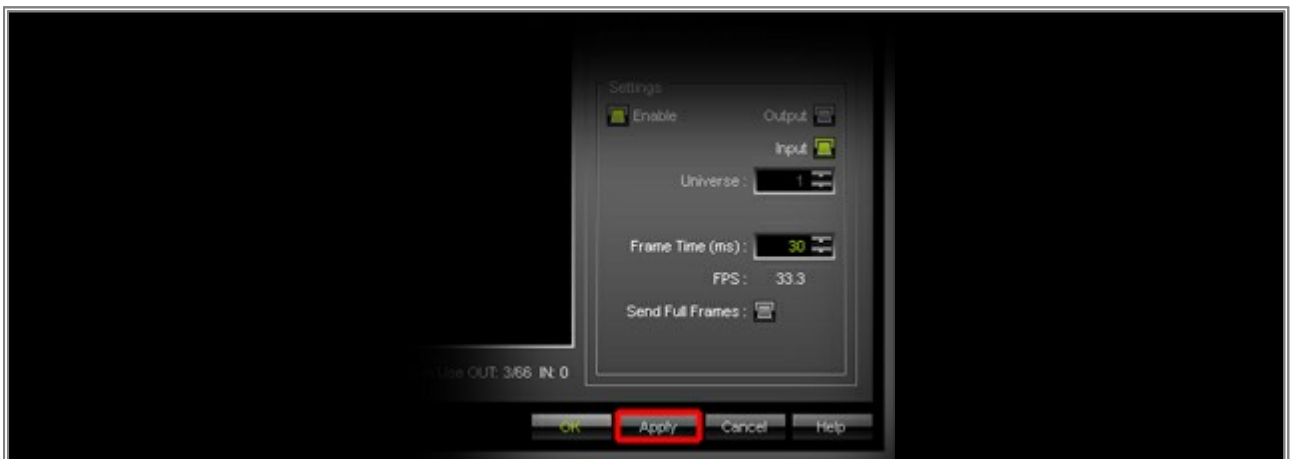 Settings
Enable Output
Input
Universe : 1
Frame Time (ms) : 30
FPS : 33.3
Send Full Frames :
Use OUT: 3/66 IN: 0
OK Apply Cancel Help